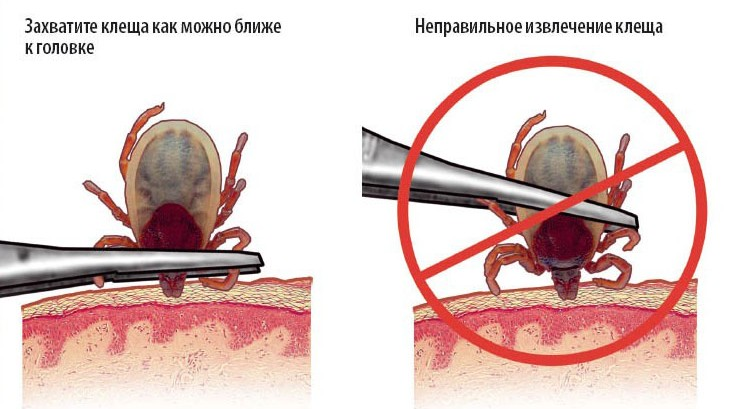 Захватите клеща как можно ближе
к головке
Неправильное извлечение клеща